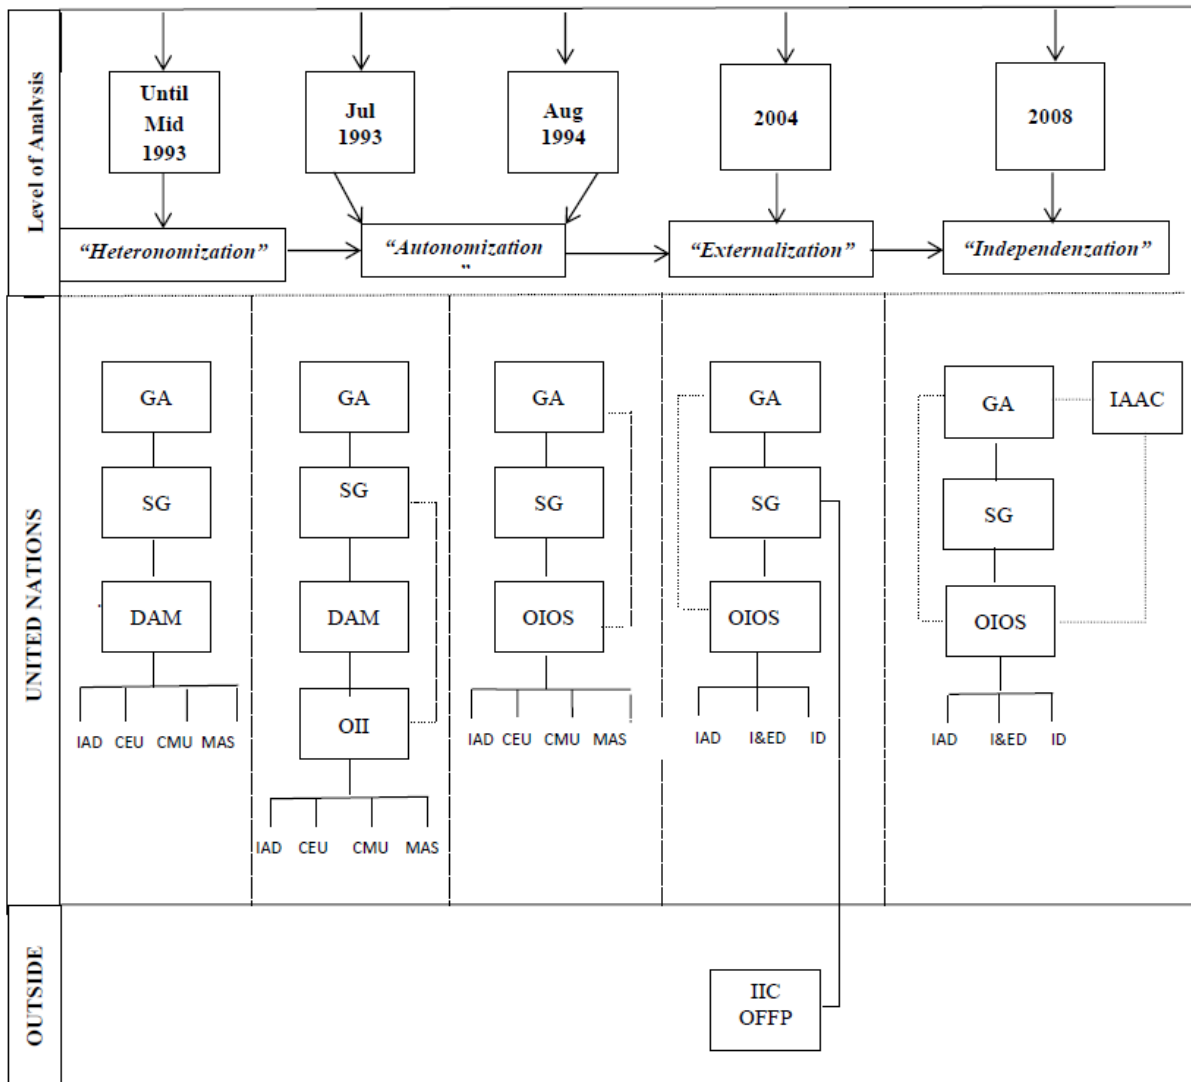 Level of Analysis
Until
Mid
1993
Jul
1993
Aug
1994
2004
2008
“Heteronomization”
“Autonomization
”
“Externalization”
“Independenzation”
UNITED NATIONS
GA
SG
DAM
IAD CEU CMU MAS
GA
SG
DAM
OII
IAD CEU CMU MAS
GA
SG
OIOS
IAD CEU CMU MAS
GA
SG
OIOS
IAD I&ED ID
GA
IAAC
SG
OIOS
IAD I&ED ID
OUTSIDE
IIC
OFFP